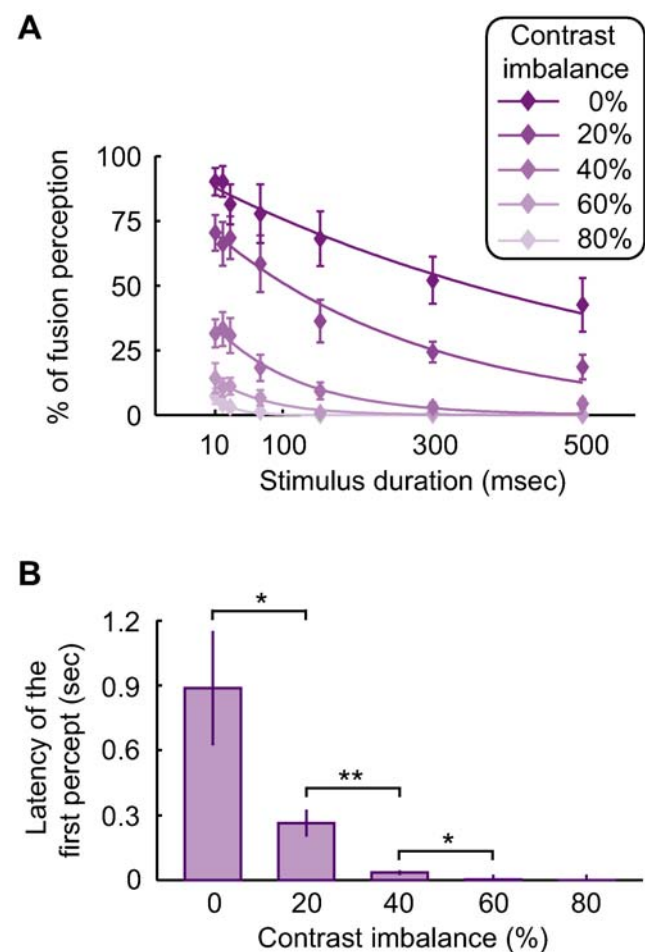 A
Contrast
imbalance
0%
20%
40%
60%
80%
% of fusion perception
100
75
50
25
0
10 100 300 500
Stimulus duration (msec)
B
Latency of the
first percept (sec)
1.2
0.9
0.6
0.3
0
*
**
*
0 20 40 60 80
Contrast imbalance (%)